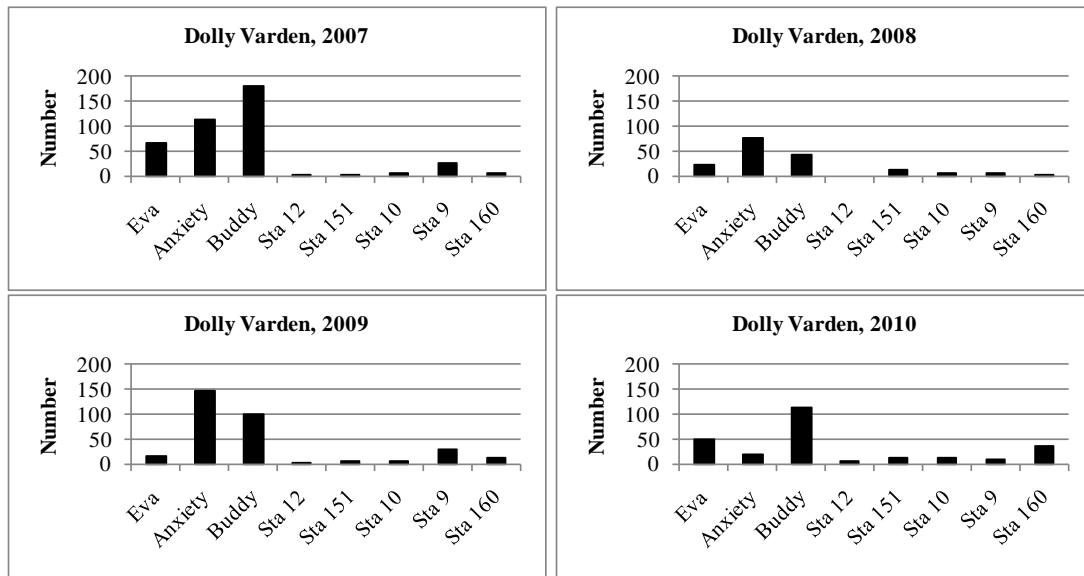 Dolly Varden, 2007
Number
200
150
100
50
0
Eva
Anxiety
Buddy
Sta 12
Sta 151
Sta 10
Sta 9
Sta 160
Dolly Varden, 2008
Number
200
150
100
50
0
Eva
Anxiety
Buddy
Sta 12
Sta 151
Sta 10
Sta 9
Sta 160
Dolly Varden, 2009
Number
200
150
100
50
0
Eva
Anxiety
Buddy
Sta 12
Sta 151
Sta 10
Sta 9
Sta 160
Dolly Varden, 2010
Number
200
150
100
50
0
Eva
Anxiety
Buddy
Sta 12
Sta 151
Sta 10
Sta 9
Sta 160